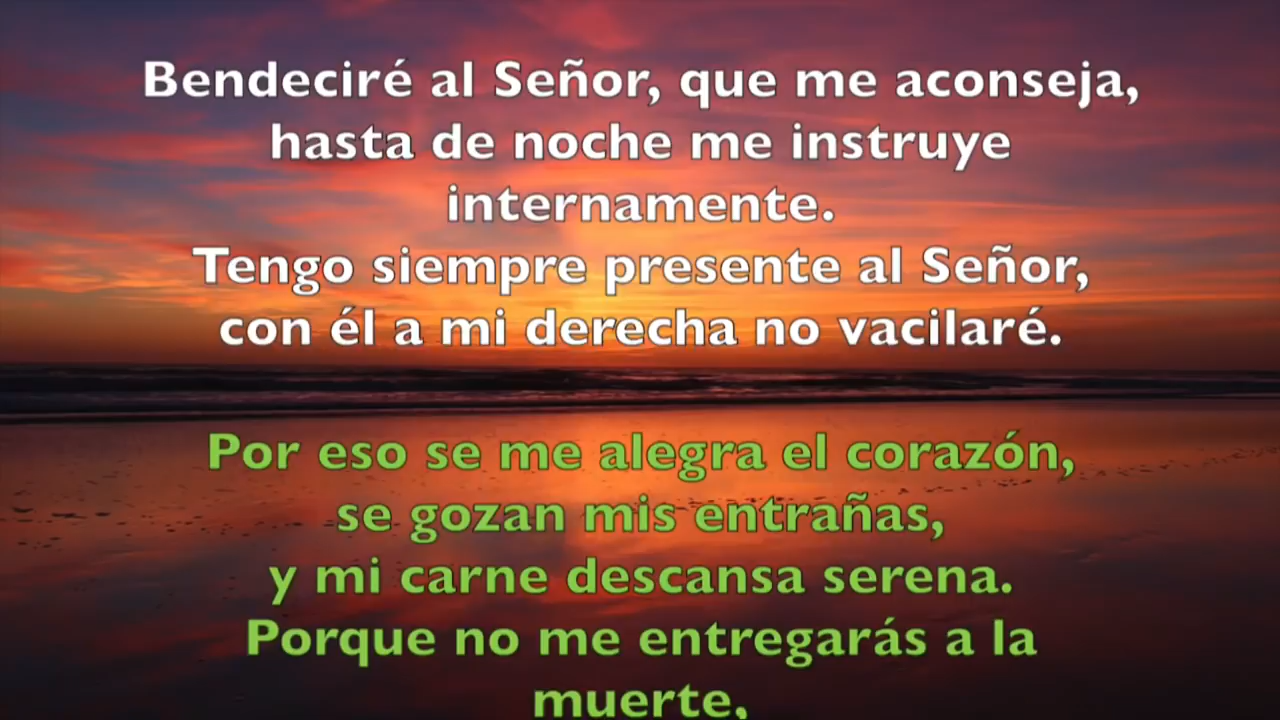 Bendeciré al Señor, que me aconseja,
hasta de noche me instruye
internamente.
Tengo siempre presente al Señor,
con él a mi derecha no vacilaré.
Por eso se me alegra el corazón,
se gozan mis entrañas,
y mi carne descansa serena.
Porque no me entregarás a la
muerte,